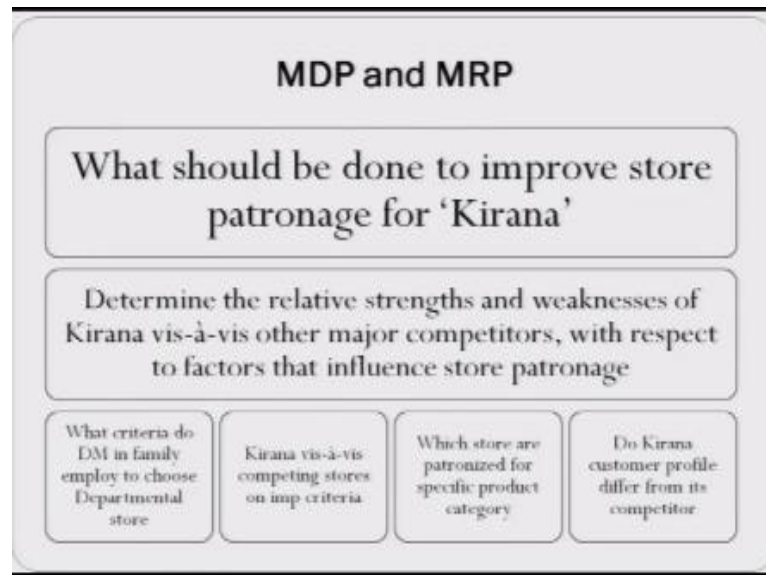 MDP and MRP
What should be done to improve store
patronage for ‘Kirana’
Determine the relative strengths and weaknesses of
Kirana vis-à-vis other major competitors, with respect
to factors that influence store patronage
What criteria do
DM in family
employ to choose
Departmental
store
Kirana vis-à-vis
competing stores
on imp criteria
Which store are
patronized for
specific product
category
Do Kirana
customer profile
differ from its
competitor